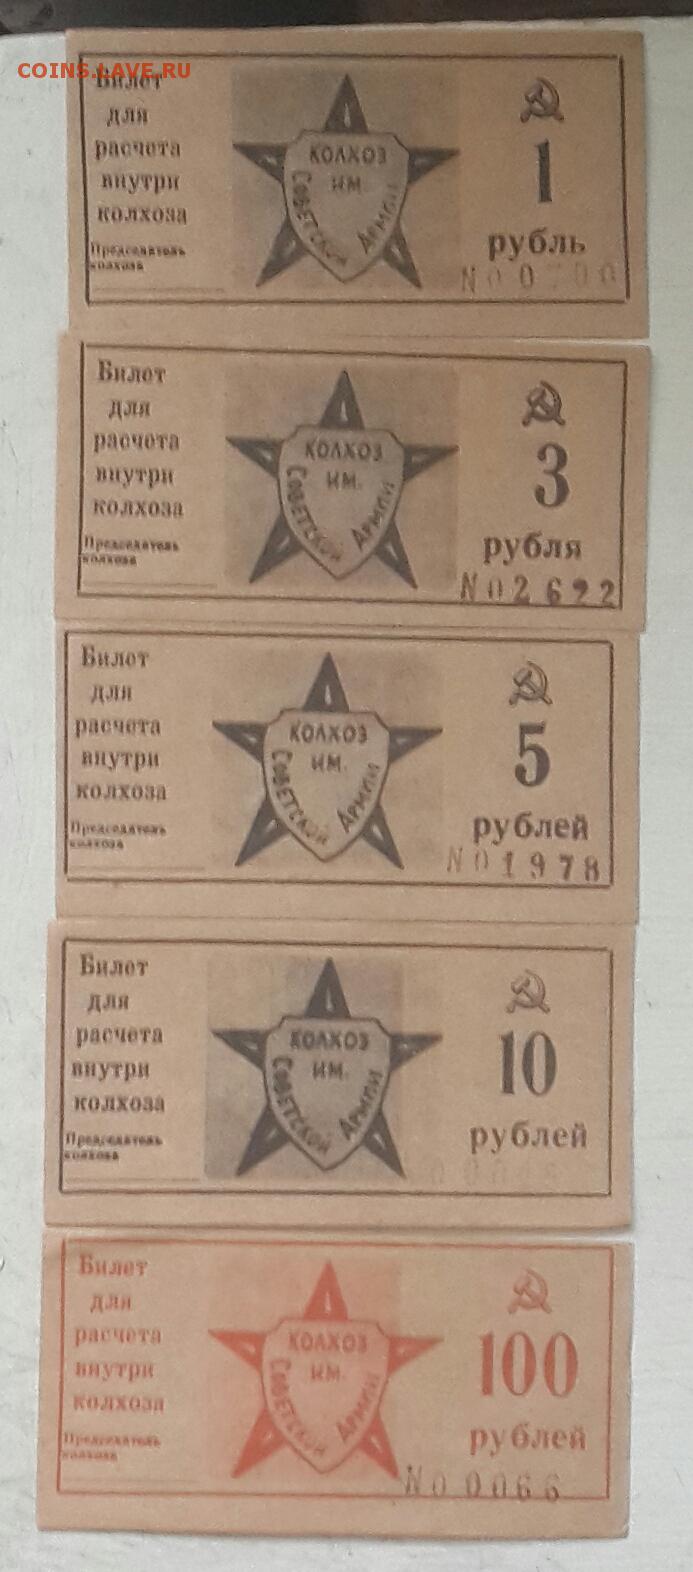 COINS.LAVE.RU
Билет
для
расчета
внутри
колхоза
Председатель
колхоза
КОЛХОЗ
ИМ.
СОВЕТСКОЙ АРМИИ
1
рубль
Билет
для
расчета
внутри
колхоза
Председатель
колхоза
КОЛХОЗ
ИМ.
СОВЕТСКОЙ АРМИИ
3
рубля
N02622
Билет
для
расчета
внутри
колхоза
Председатель
колхоза
КОЛХОЗ
ИМ.
СОВЕТСКОЙ АРМИИ
5
рублей
N01978
Билет
для
расчета
внутри
колхоза
Председатель
колхоза
КОЛХОЗ
ИМ.
СОВЕТСКОЙ АРМИИ
10
рублей
Билет
для
расчета
внутри
колхоза
Председатель
колхоза
КОЛХОЗ
ИМ.
СОВЕТСКОЙ АРМИИ
100
рублей
N00066